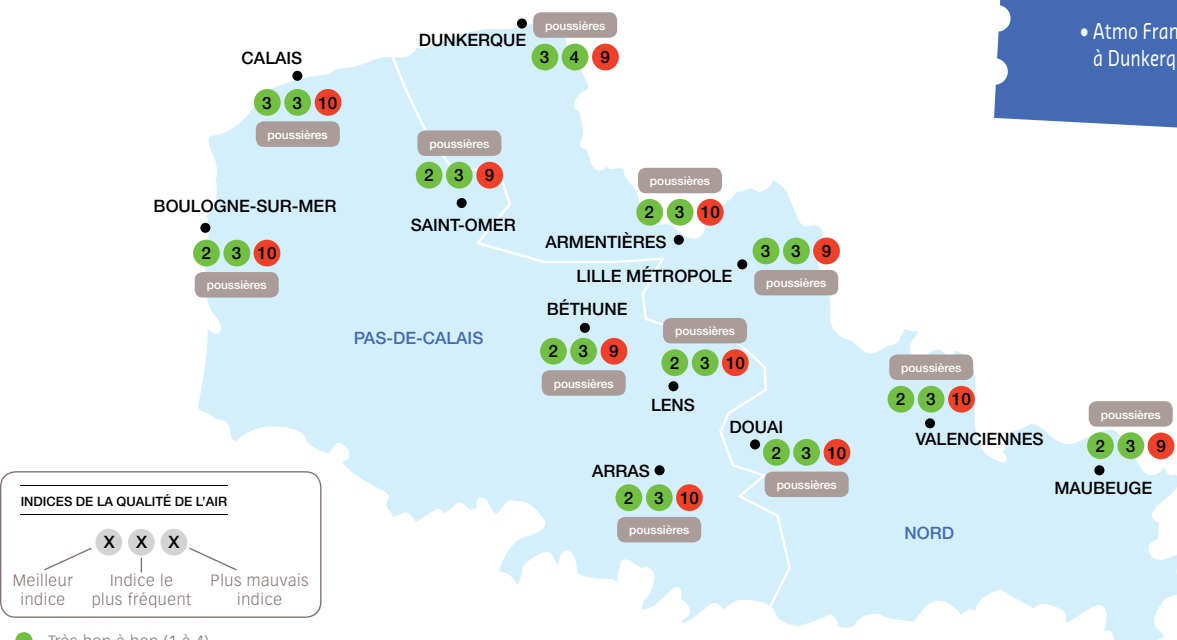 • Atmo
à
poussières
DUNKERQUE
3 4 9
CALAIS
3 3 10
poussières
poussières
2 3 9
SAINT-OMER
poussières
2 3 10
ARMENTIÈRES
BOULOGNE-SUR-MER
2 3 10
poussières
3 3 9
LILLE MÉTROPOLE
poussières
BÉTHUNE
2 3 9
poussières
PAS-DE-CALAIS
poussières
2 3 10
LENS
poussières
2 3 10
VALENCIENNES
DOUAI
2 3 10
poussières
poussières
2 3 9
MAUBEUGE
ARRAS
2 3 10
poussières
NORD
INDICES DE LA QUALITÉ DE L'AIR
X X X
Meilleur indice
Indice le plus fréquent
Plus mauvais indice
Très bon à bon (1 à 4)